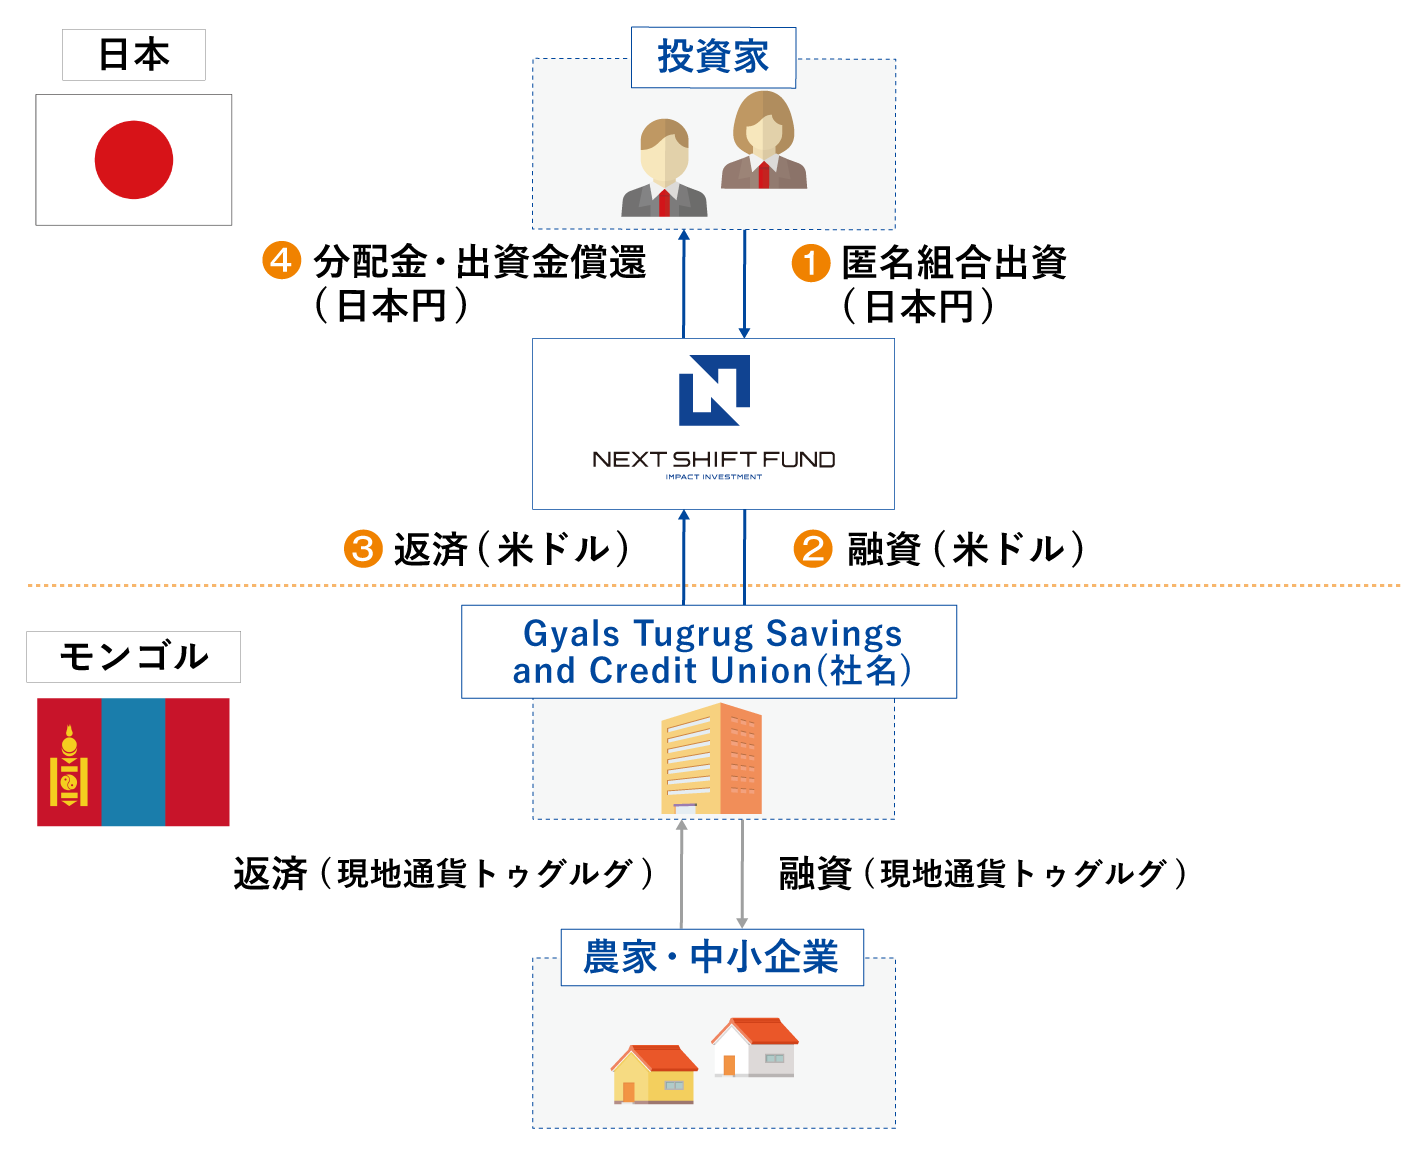 日本
投資家
❹ 分配金・出資金償還
(日本円)
❶ 匿名組合出資
(日本円)
NEXT SHIFT FUND
IMPACT INVESTMENT
❸ 返済(米ドル)
❷ 融資(米ドル)
モンゴル
Gyals Tugrug Savings
and Credit Union(社名)
返済(現地通貨トゥグルグ)
融資(現地通貨トゥグルグ)
農家・中小企業